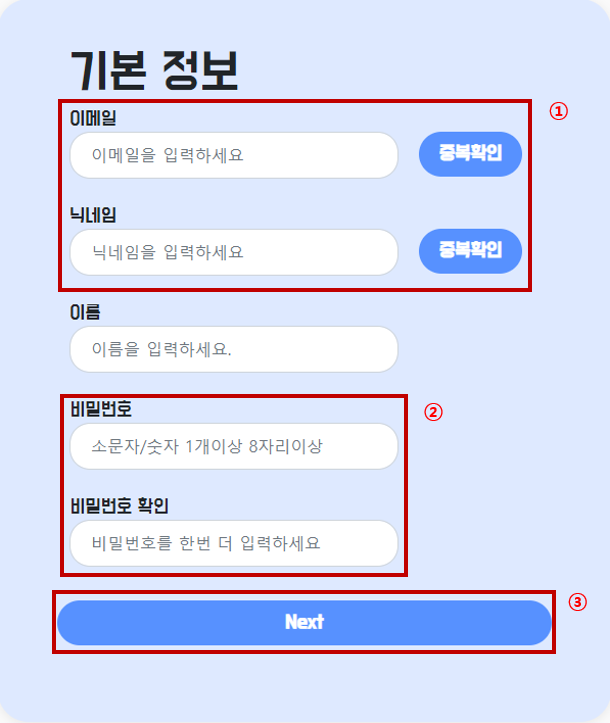 기본 정보
①
이메일
이메일을 입력하세요
중복확인
닉네임
닉네임을 입력하세요
중복확인
이름
이름을 입력하세요.
②
비밀번호
소문자/숫자 1개이상 8자리이상
비밀번호 확인
비밀번호를 한번 더 입력하세요
③
Next